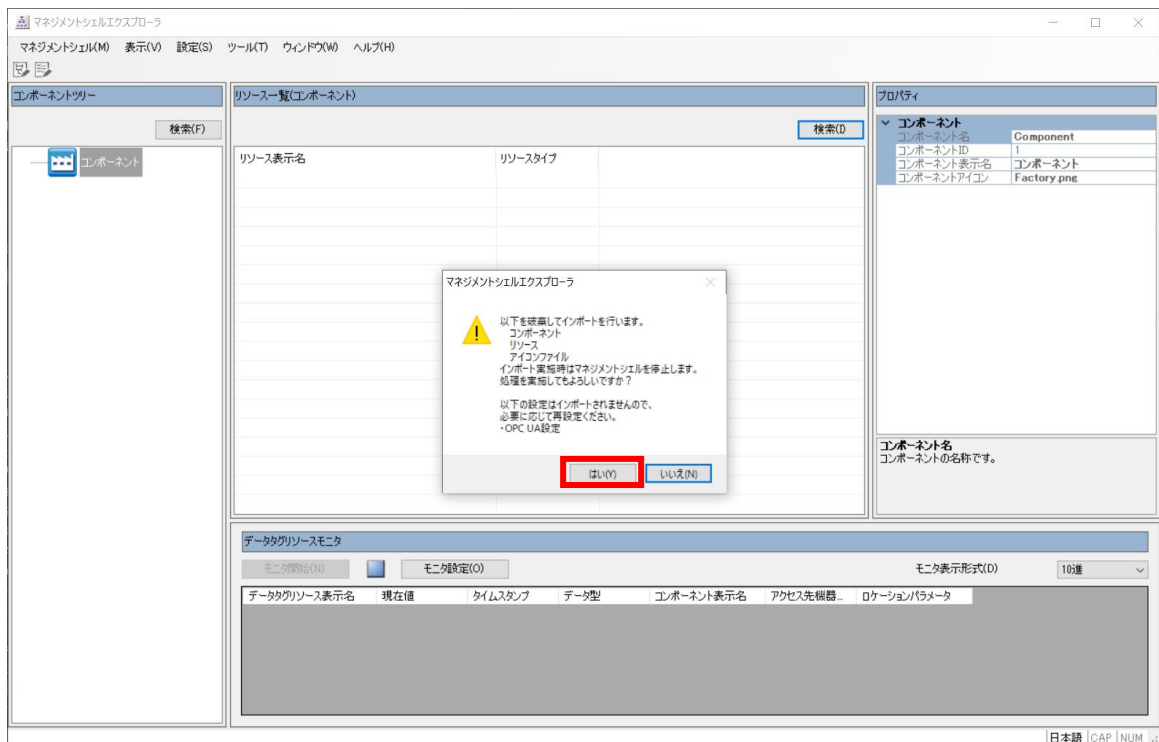 マネジメントシェルエクスプローラ
マネジメントシェル(M) 表示(V) 設定(S) ツール(T) ウィンドウ(W) ヘルプ(H)
コンポーネントツリー
検索(F)
コンポーネント
リソース一覧(コンポーネント)
検索(I)
リソース表示名 リソースタイプ
プロパティ
コンポーネント
コンポーネント名 Component
コンポーネントID 1
コンポーネント表示名 コンポーネント
コンポーネントアイコン Factory.png
コンポーネント名
コンポーネントの名称です。
マネジメントシェルエクスプローラ
以下を破棄してインポートを行います。
コンポーネント
リソース
アイコンファイル
インポート実施時はマネジメントシェルを停止します。
処理を実施してもよろしいですか？
以下の設定はインポートされませんので、
必要に応じて再設定ください。
・OPC UA設定
はい(Y) いいえ(N)
データタグリソースモニタ
モニタ開始(N) モニタ設定(O) モニタ表示形式(D) 10進
データタグリソース表示名 現在値 タイムスタンプ データ型 コンポーネント表示名 アクセス先機器... ロケーションパラメータ
日本語 CAP NUM